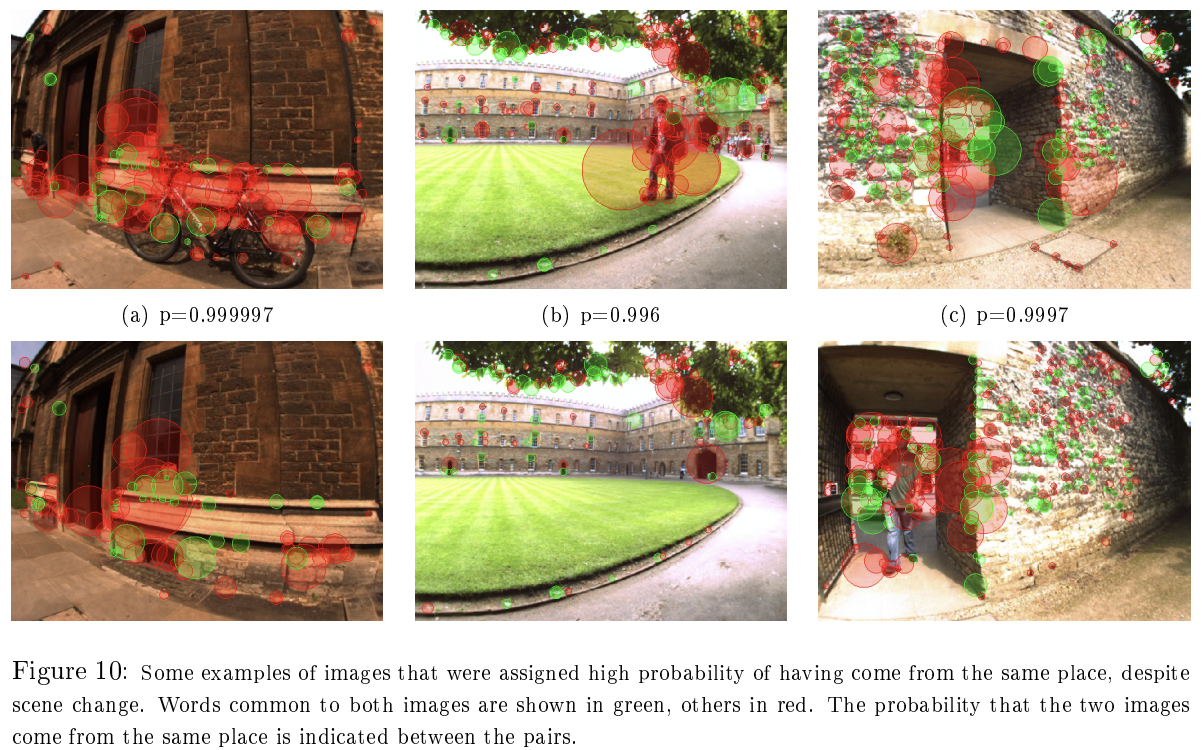 (a) p=0.999997
(b) p=0.996
(c) p=0.9997
Figure 10: Some examples of images that were assigned high probability of having come from the same place, despite
scene change. Words common to both images are shown in green, others in red. The probability that the two images
come from the same place is indicated between the pairs.